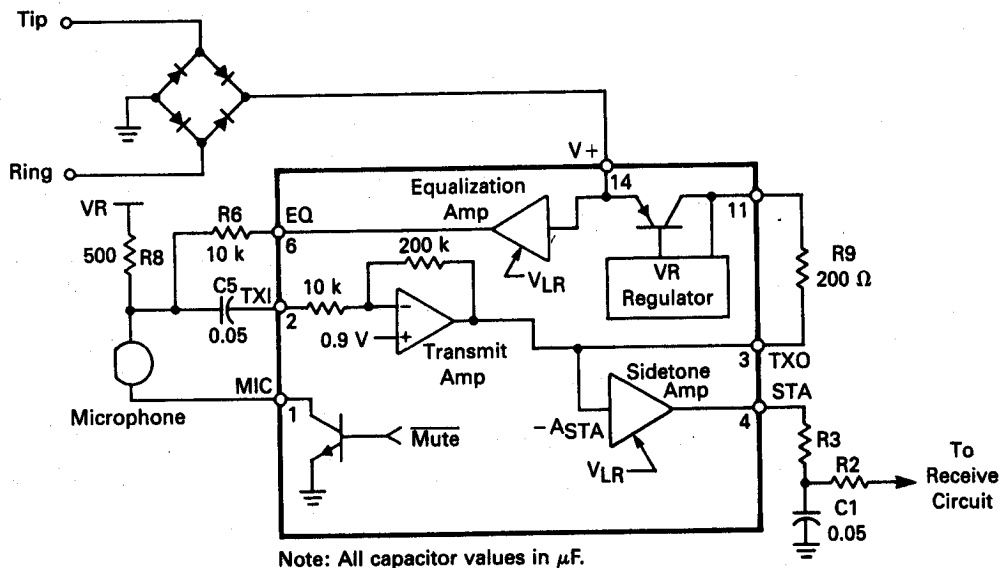 Tip
Ring
V+
14
Equalization
Amp
VR
R6
EQ
6
10 k
500
R8
200 k
VLR
11
VR
Regulator
R9
200 Ω
C5
TXI
10 k
2
0.05
0.9 V
−
+
Transmit
Amp
3
TXO
Microphone
MIC
1
Mute
Sidetone
Amp
STA
4
−ASTA
VLR
R3
R2
To
Receive
Circuit
C1
0.05
Note: All capacitor values in μF.